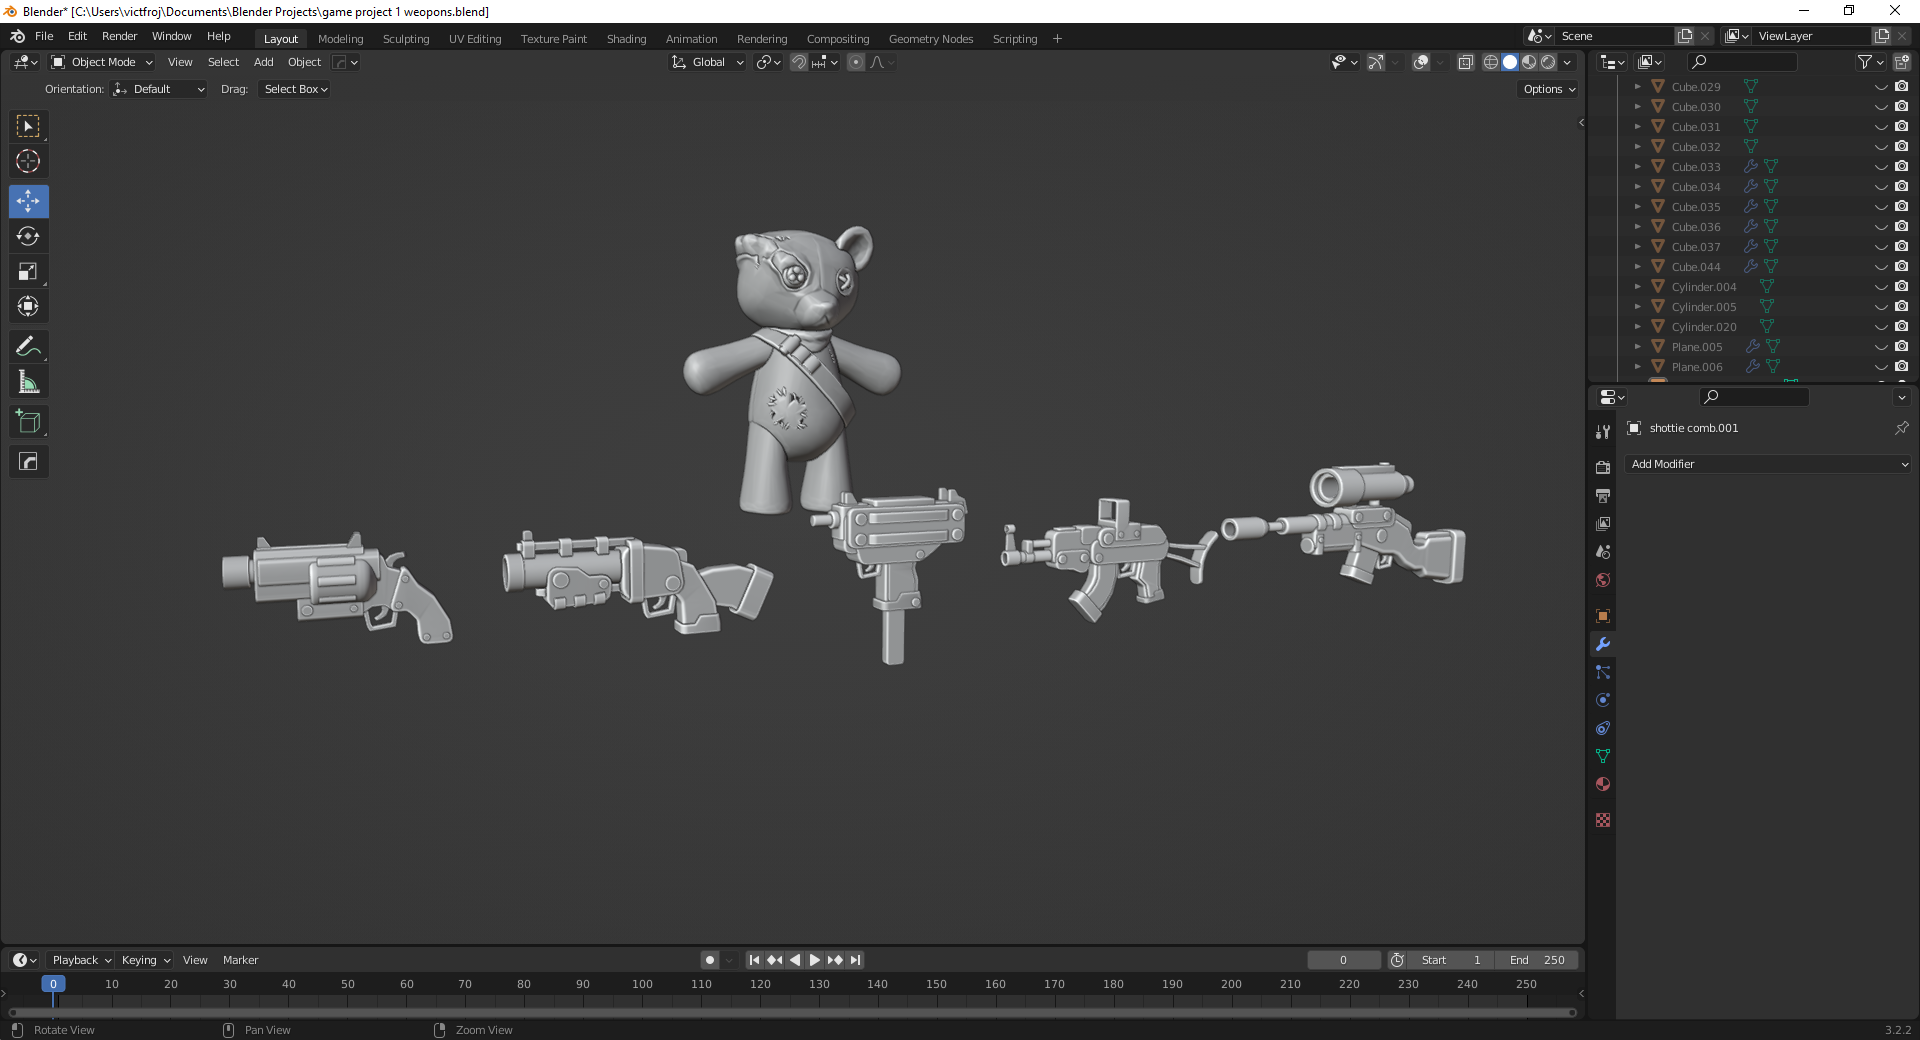 Blender* [C:\Users\victfroj\Documents\Blender Projects\game project 1 weopons.blend]
File Edit Render Window Help Layout Modeling Sculpting UV Editing Texture Paint Shading Animation Rendering Compositing Geometry Nodes Scripting + Scene ViewLayer
Object Mode View Select Add Object Global
Orientation: Default Drag: Select Box Options
Cube.029
Cube.030
Cube.031
Cube.032
Cube.033
Cube.034
Cube.035
Cube.036
Cube.037
Cube.044
Cylinder.004
Cylinder.005
Cylinder.020
Plane.005
Plane.006
shottie comb.001
Add Modifier
Playback Keying View Marker 0 Start 1 End 250
0 10 20 30 40 50 60 70 80 90 100 110 120 130 140 150 160 170 180 190 200 210 220 230 240 250
Rotate View Pan View Zoom View 3.2.2